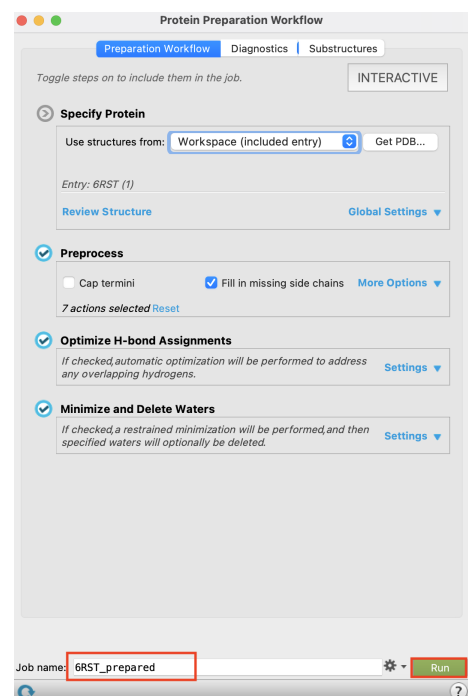 Protein Preparation Workflow
Preparation Workflow Diagnostics Substructures
Toggle steps on to include them in the job. INTERACTIVE
Specify Protein
Use structures from: Workspace (included entry) Get PDB...
Entry: 6RST (1)
Review Structure Global Settings
Preprocess
Cap termini Fill in missing side chains More Options
7 actions selected Reset
Optimize H-bond Assignments
If checked,automatic optimization will be performed to address
any overlapping hydrogens. Settings
Minimize and Delete Waters
If checked,a restrained minimization will be performed,and then
specified waters will optionally be deleted. Settings
Job name: 6RST_prepared Run
?